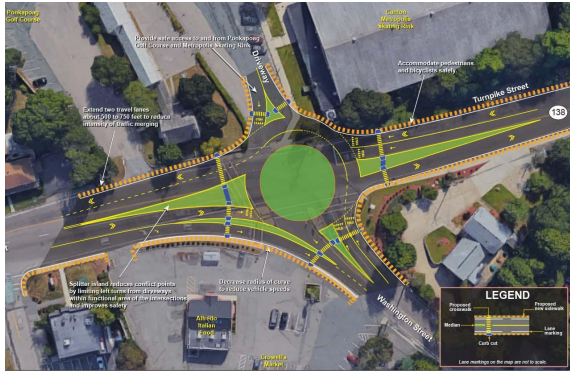 Ponkapoag
Golf Course
Canton
Metropolis
Skating Rink
Provide safe access to and from Ponkapoag
Golf Course and Metropolis Skating Rink
Driveway
Accommodate pedestrians
and bicyclists safely
Turnpike Street
138
Extend two travel lanes
about 500 to 750 feet to reduce
intensity of traffic merging
Splitter island reduces conflict points
by limiting left turns from driveways
within functional area of the intersections
and improves safety
Decrease radius of curve
to reduce vehicle speeds
Washington Street
Alfredo
Italian
Food
Crowell's
Market
LEGEND
Proposed
crosswalk
Proposed
new sidewalk
Median
Lane
marking
Curb cut
Lane markings on the map are not to scale.